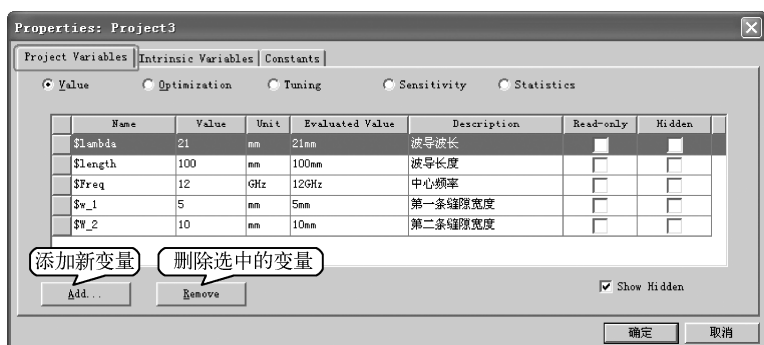 Properties: Project3
Project Variables Intrinsic Variables Constants
Value Optimization Tuning Sensitivity Statistics
Name Value Unit Evaluated Value Description Read-only Hidden
$lambda 21 mm 21mm 波导波长
$length 100 mm 100mm 波导长度
$Freq 12 GHz 12GHz 中心频率
$w_1 5 mm 5mm 第一条缝隙宽度
$W_2 10 mm 10mm 第二条缝隙宽度
添加新变量 删除选中的变量
Add... Remove Show Hidden
确定 取消